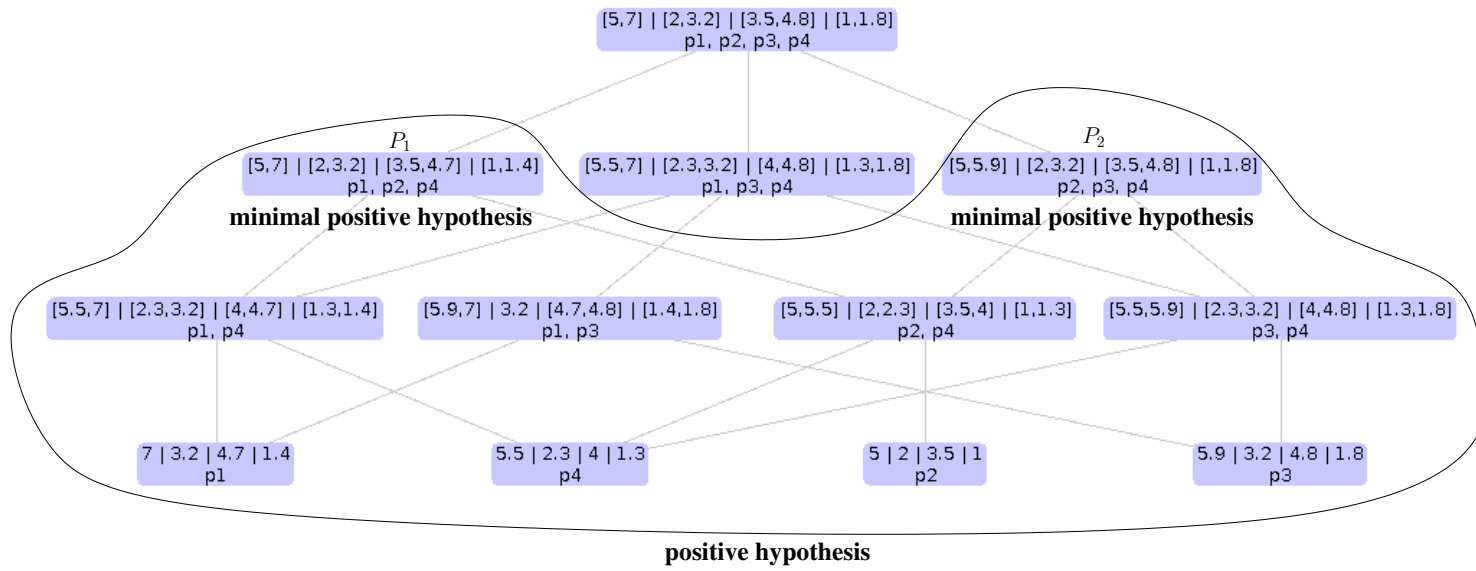 [5,7] | [2,3.2] | [3.5,4.8] | [1,1.8]
p1, p2, p3, p4
P1
P2
[5,7] | [2,3.2] | [3.5,4.7] | [1,1.4]
p1, p2, p4
[5.5,7] | [2.3,3.2] | [4,4.8] | [1.3,1.8]
p1, p3, p4
[5,5.9] | [2,3.2] | [3.5,4.8] | [1,1.8]
p2, p3, p4
minimal positive hypothesis
minimal positive hypothesis
[5.5,7] | [2.3,3.2] | [4,4.7] | [1.3,1.4]
p1, p4
[5.9,7] | 3.2 | [4.7,4.8] | [1.4,1.8]
p1, p3
[5,5.5] | [2,2.3] | [3.5,4] | [1,1.3]
p2, p4
[5.5,5.9] | [2.3,3.2] | [4,4.8] | [1.3,1.8]
p3, p4
7 | 3.2 | 4.7 | 1.4
p1
5.5 | 2.3 | 4 | 1.3
p4
5 | 2 | 3.5 | 1
p2
5.9 | 3.2 | 4.8 | 1.8
p3
positive hypothesis